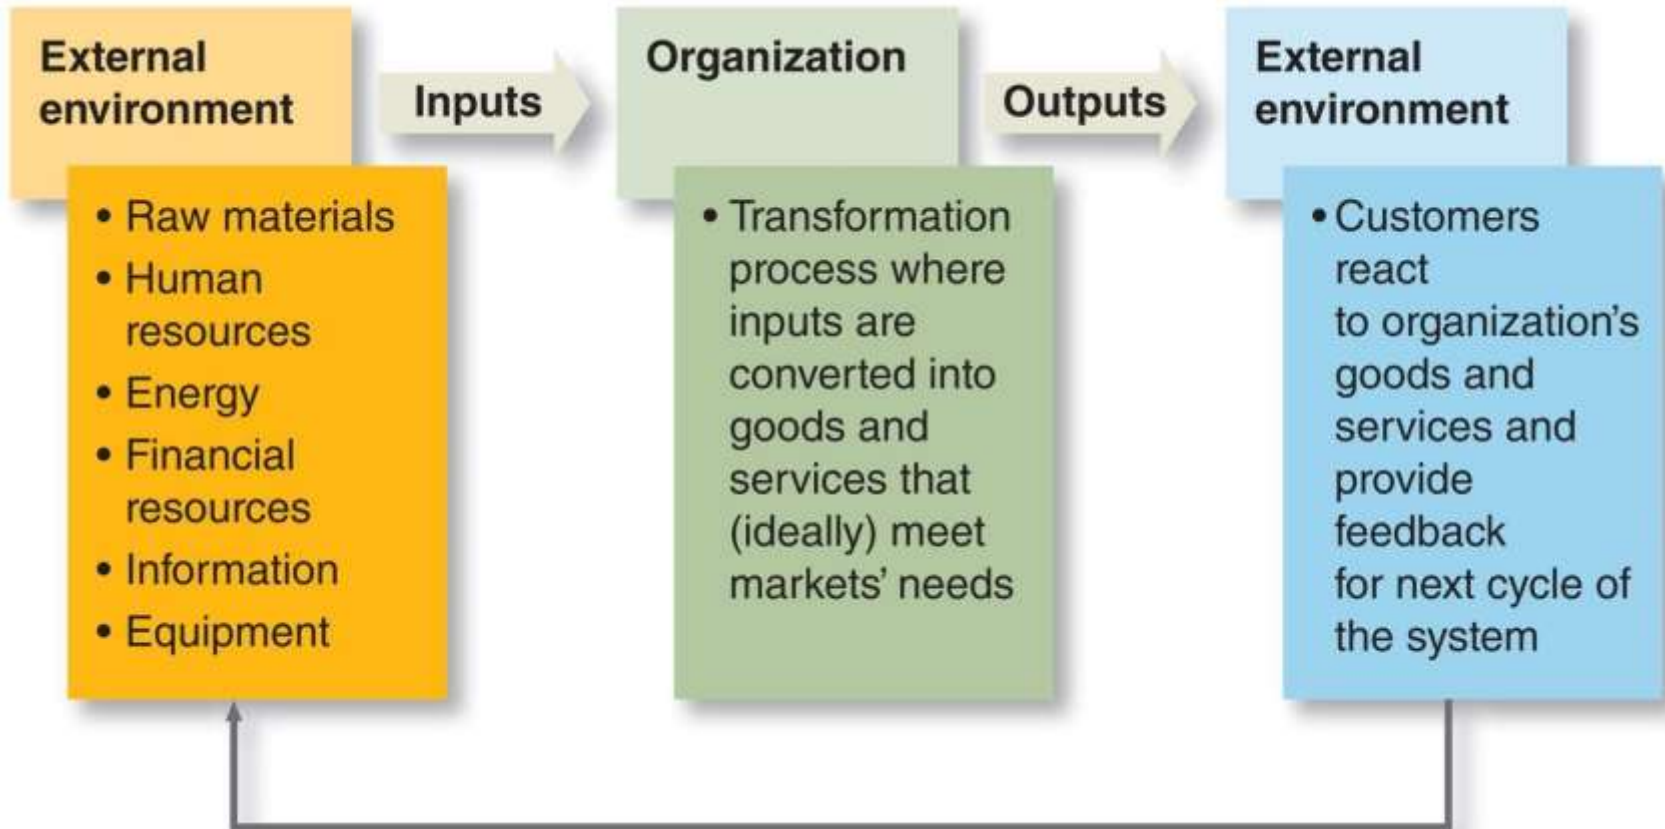 External
environment
Inputs
Organization
Outputs
External
environment
• Raw materials
• Human
resources
• Energy
• Financial
resources
• Information
• Equipment
• Transformation
process where
inputs are
converted into
goods and
services that
(ideally) meet
markets’ needs
• Customers
react
to organization’s
goods and
services and
provide
feedback
for next cycle of
the system